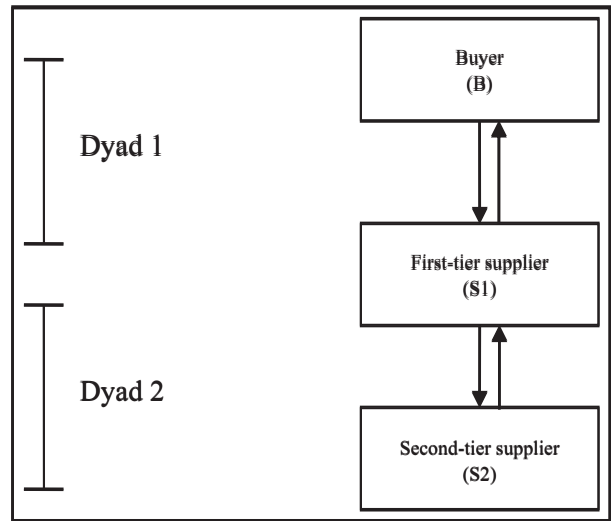 Buyer
(B)
Dyad 1
First-tier supplier
(S1)
Dyad 2
Second-tier supplier
(S2)